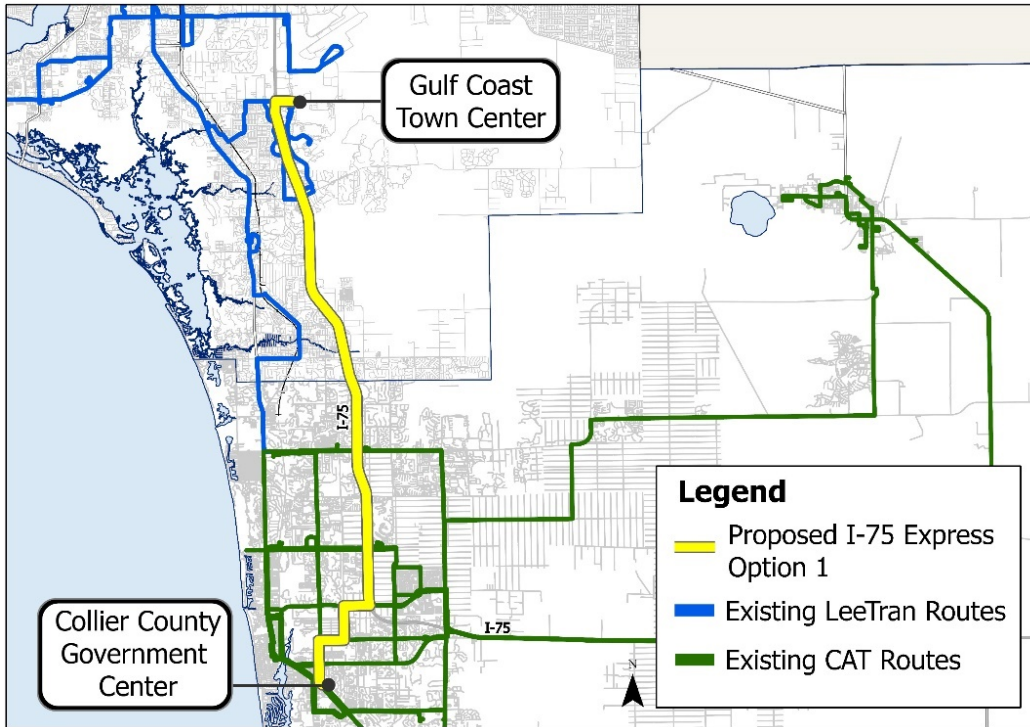 Gulf Coast
Town Center
I-75
Collier County
Government
Center
I-75
N
Legend
Proposed I-75 Express
Option 1
Existing LeeTran Routes
Existing CAT Routes